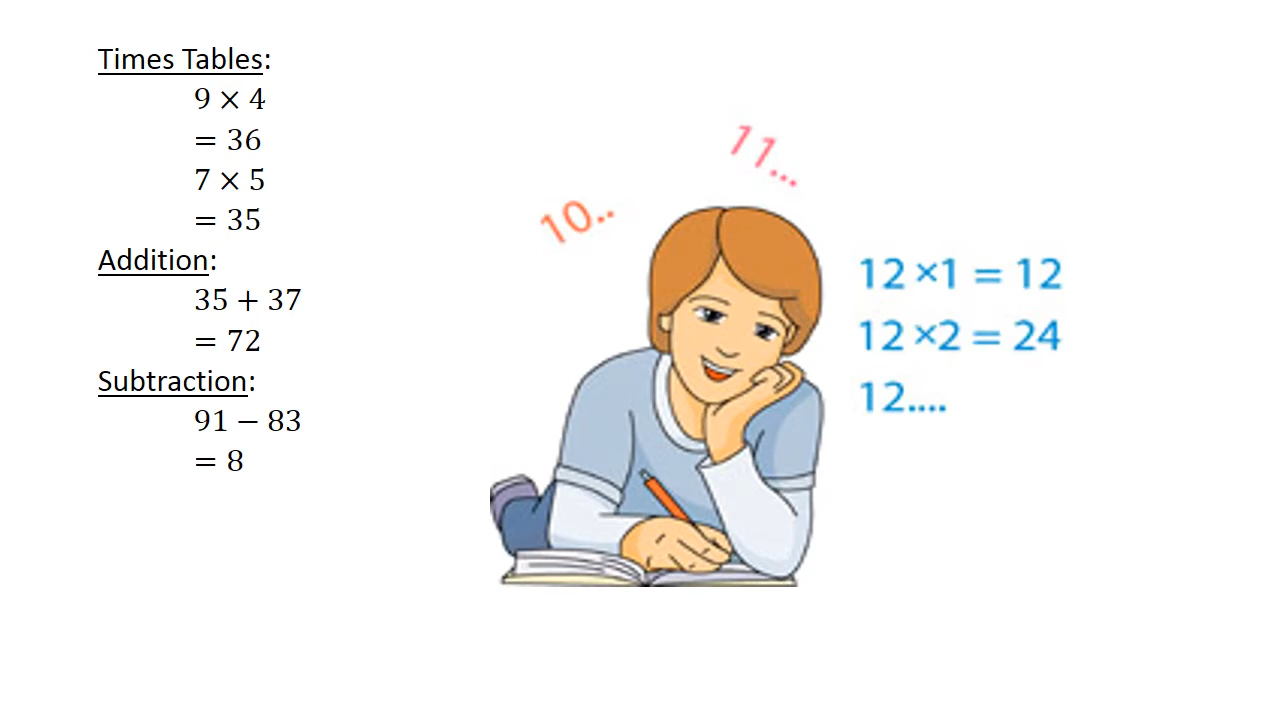 Times Tables:
9 × 4
= 36
7 × 5
= 35
Addition:
35 + 37
= 72
Subtraction:
91 − 83
= 8
11...
10..
12 ×1 = 12
12 ×2 = 24
12....